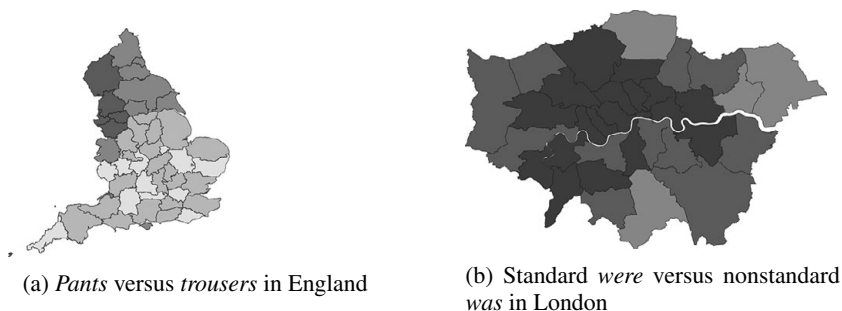 (a) Pants versus trousers in England
(b) Standard were versus nonstandard
was in London